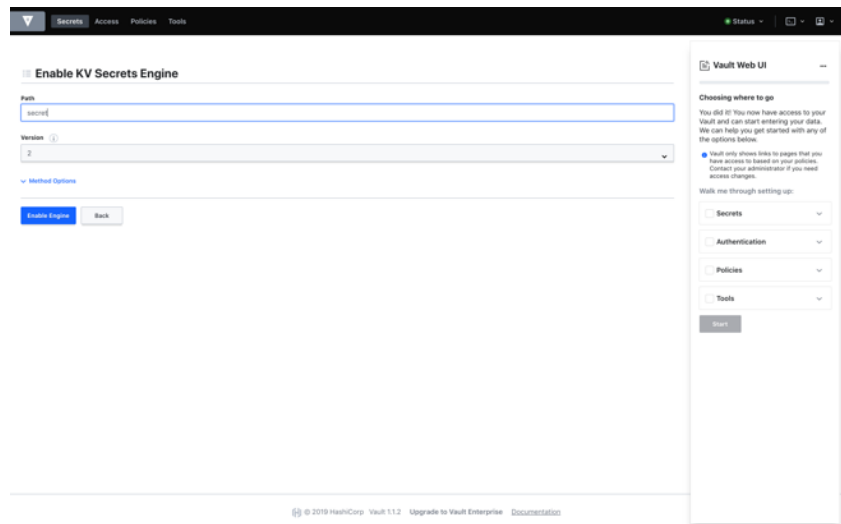 Secrets Access Policies Tools
Status
Enable KV Secrets Engine
Path
secret
Version
2
Method Options
Enable Engine Back
Vault Web UI
Choosing where to go
You did it! You now have access to your
Vault and can start entering your data.
We can help you get started with any of
the options below.
Vault only shows links to pages that you
have access to based on your policies.
Contact your administrator if you need
access changes.
Walk me through setting up:
Secrets
Authentication
Policies
Tools
Start
© 2019 HashiCorp Vault 1.1.2 Upgrade to Vault Enterprise Documentation